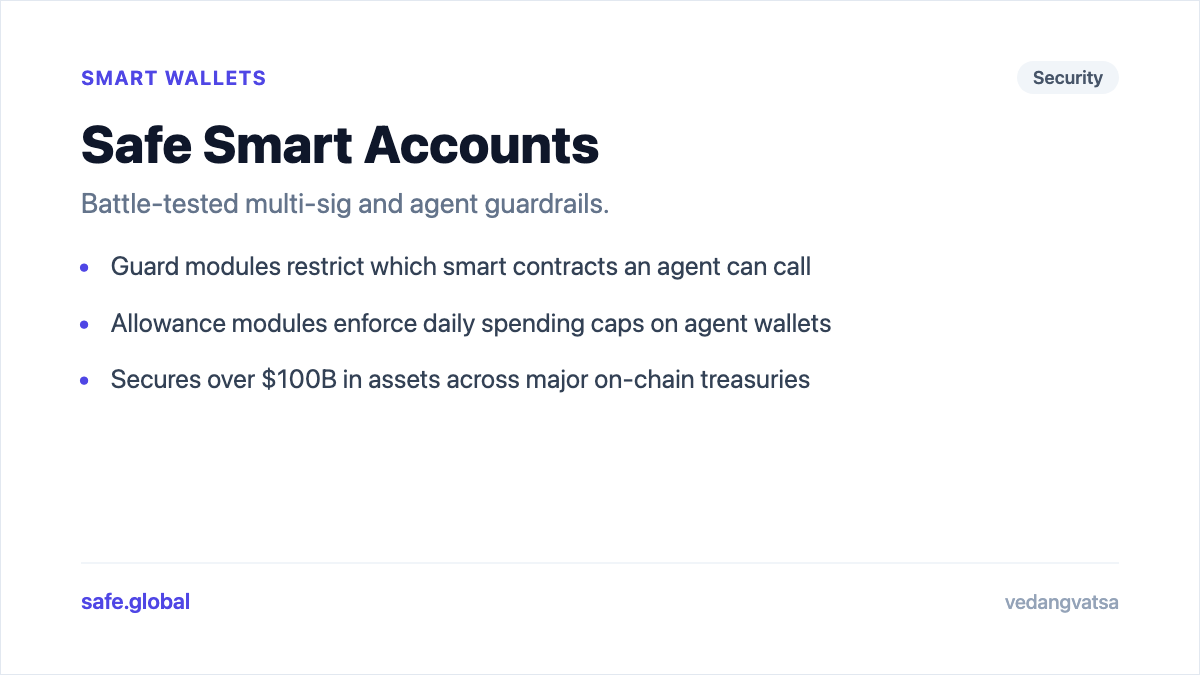 SMART WALLETS
Security
Safe Smart Accounts
Battle-tested multi-sig and agent guardrails.
• Guard modules restrict which smart contracts an agent can call
• Allowance modules enforce daily spending caps on agent wallets
• Secures over $100B in assets across major on-chain treasuries
safe.global
vedangvatsa